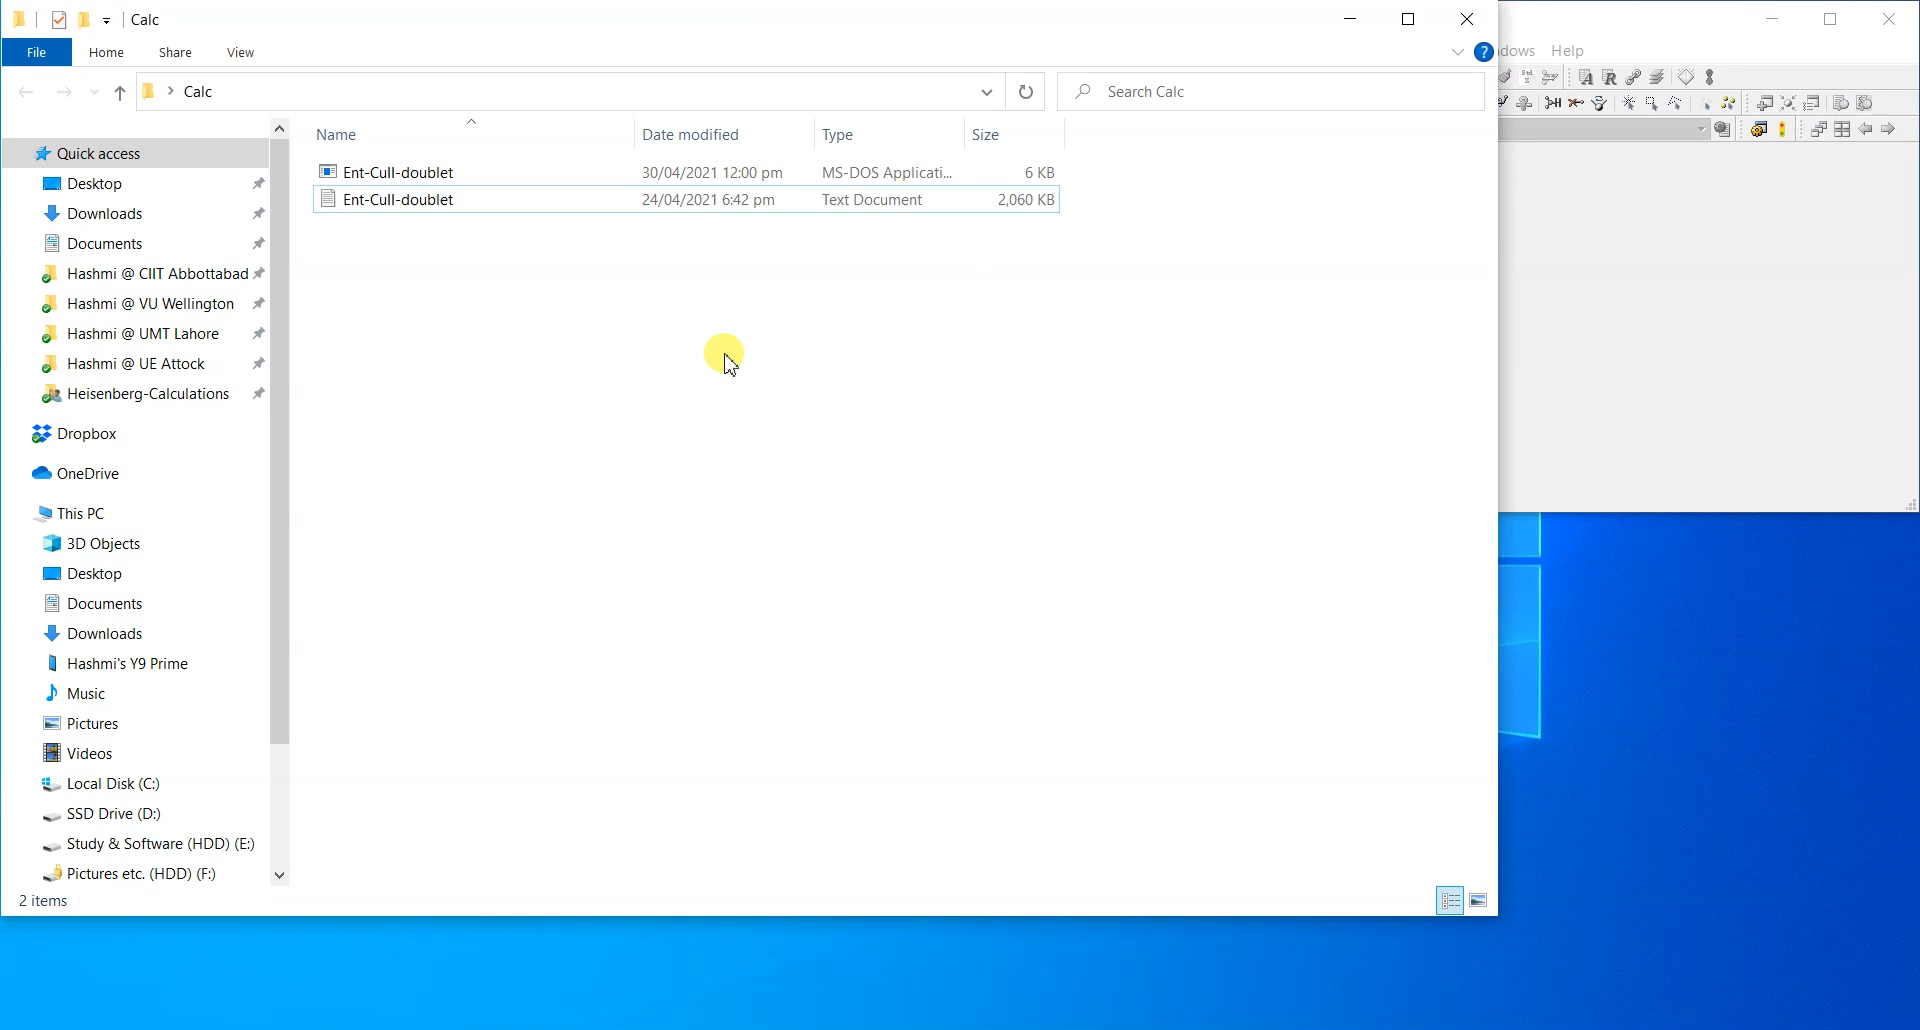 Calc
File Home Share View
? dows Help
Calc
Search Calc
Name Date modified Type Size
Quick access
Ent-Cull-doublet 30/04/2021 12:00 pm MS-DOS Applicati... 6 KB
Ent-Cull-doublet 24/04/2021 6:42 pm Text Document 2,060 KB
Desktop
Downloads
Documents
Hashmi @ CIIT Abbottabad
Hashmi @ VU Wellington
Hashmi @ UMT Lahore
Hashmi @ UE Attock
Heisenberg-Calculations
Dropbox
OneDrive
This PC
3D Objects
Desktop
Documents
Downloads
Hashmi's Y9 Prime
Music
Pictures
Videos
Local Disk (C:)
SSD Drive (D:)
Study & Software (HDD) (E:)
Pictures etc. (HDD) (F:)
2 items